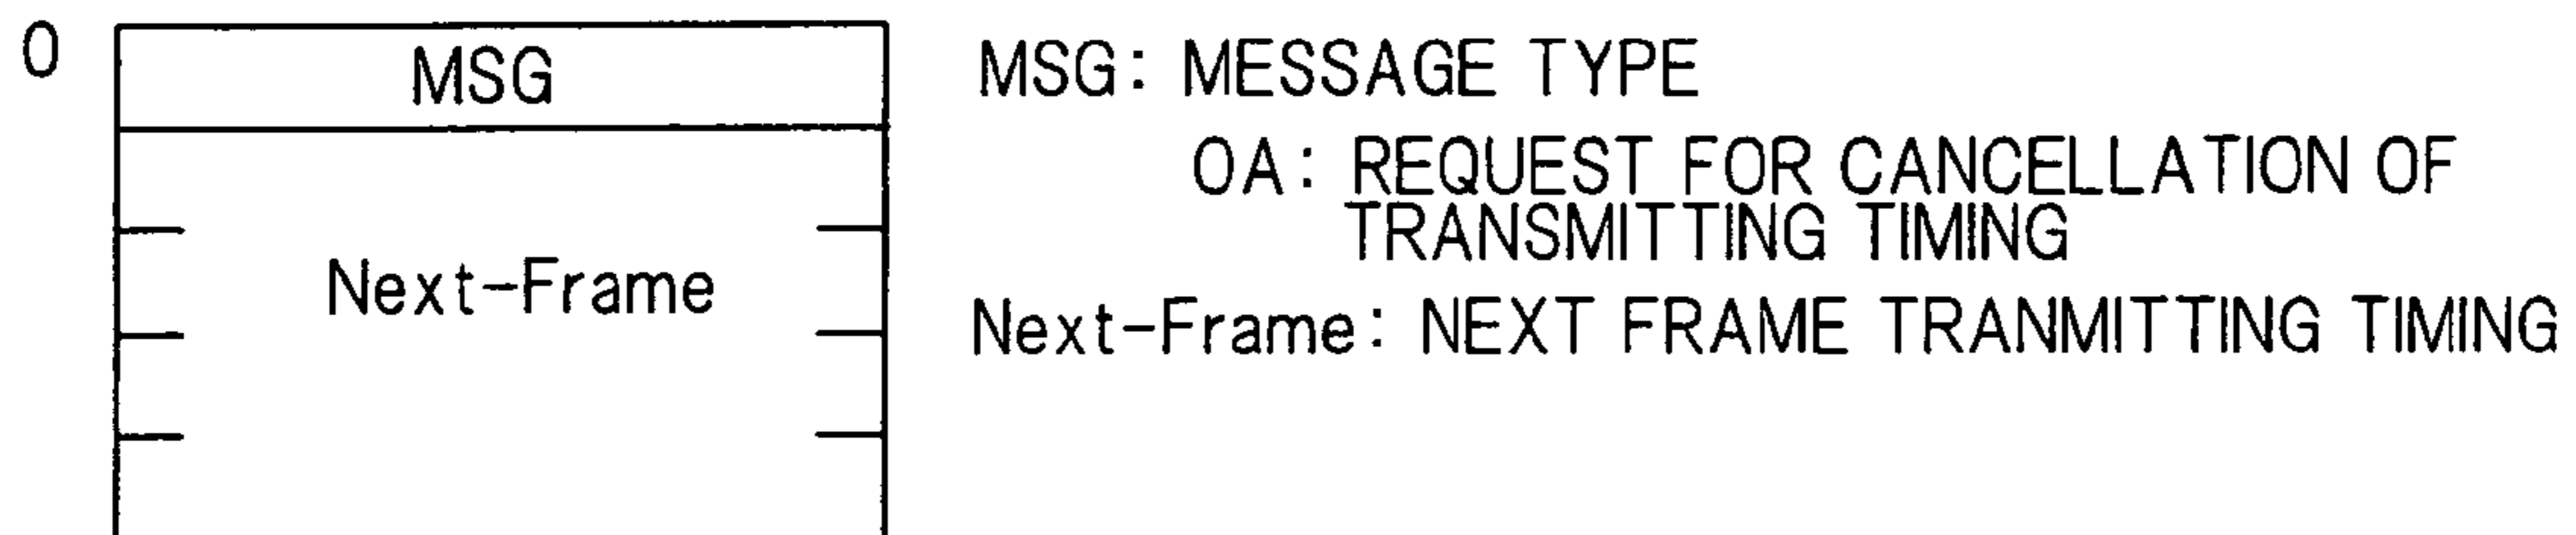 0
MSG
MSG: MESSAGE TYPE
0A: REQUEST FOR CANCELLATION OF
TRANSMITTING TIMING
Next-Frame
Next-Frame: NEXT FRAME TRANMITTING TIMING